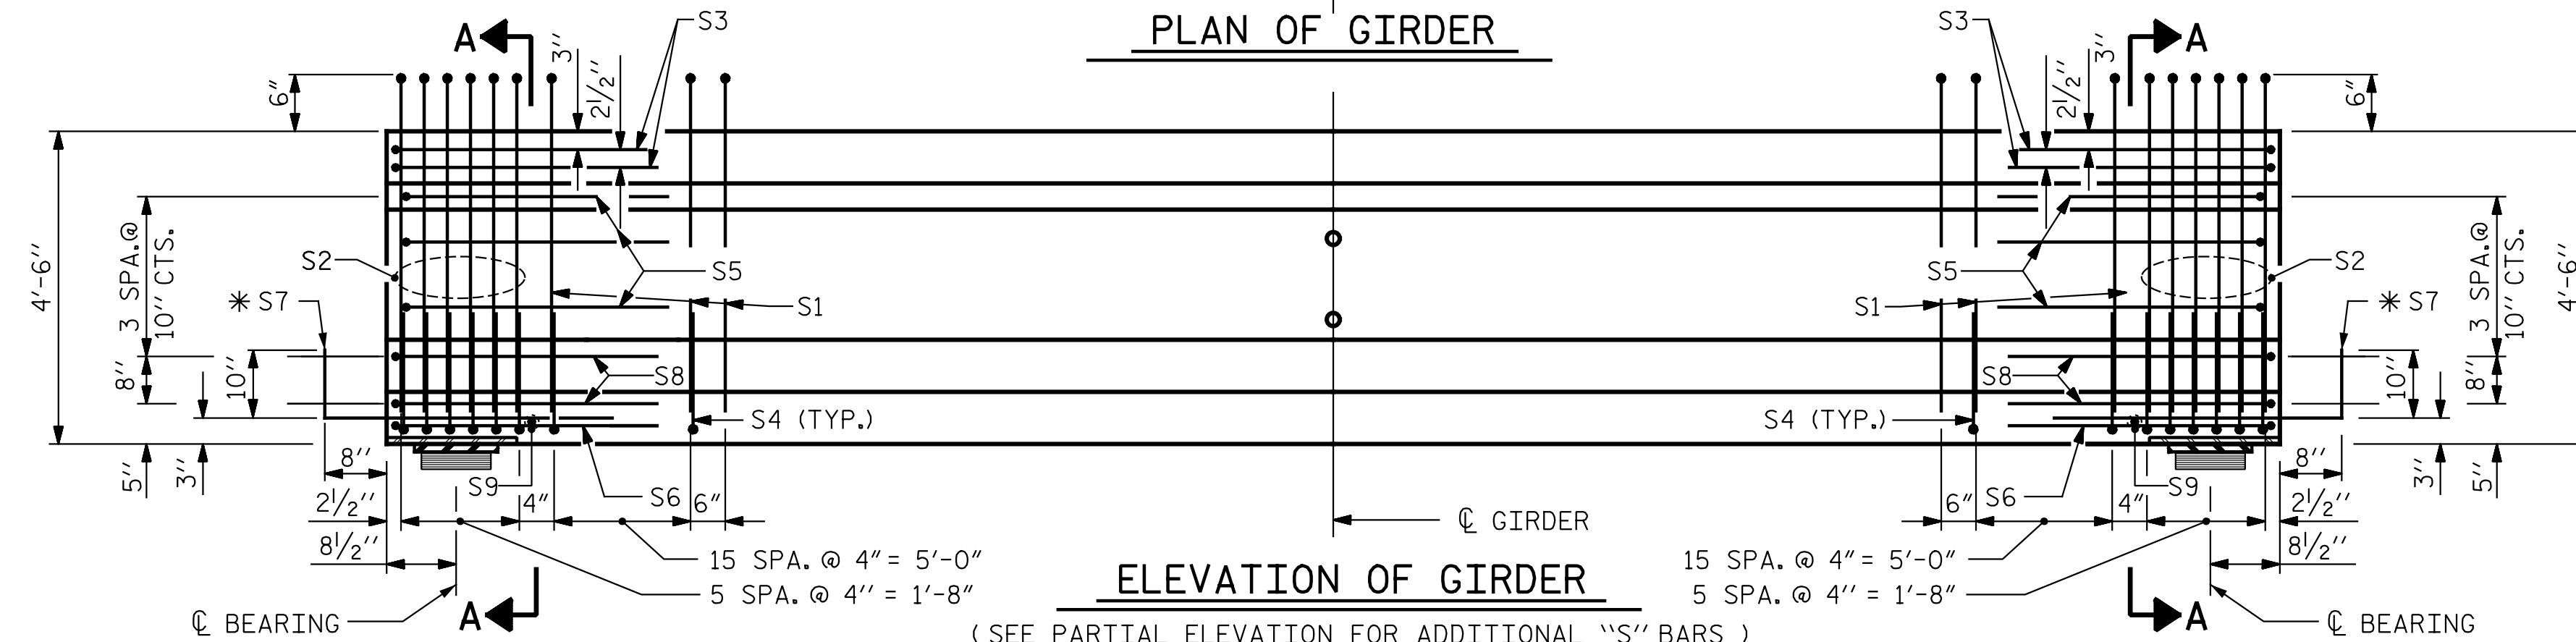 PLAN OF GIRDER
A
S3
3"
2½"
6"
4'-6"
3 SPA.@
10" CTS.
S2
✳ S7
S5
S1
8"
10"
S8
S4 (TYP.)
5"
3"
8"
S9
S6
2½"
4"
6"
8½"
15 SPA. @ 4" = 5'-0"
5 SPA. @ 4" = 1'-8"
℄ BEARING
A
℄ GIRDER
ELEVATION OF GIRDER
(SEE PARTIAL ELEVATION FOR ADDITIONAL "S" BARS )
S3
3"
A
2½"
6"
S5
S2
3 SPA.@
10" CTS.
4'-6"
S1
✳ S7
S8
10"
8"
S4 (TYP.)
8"
3"
5"
6"
S6
4"
S9
2½"
8½"
15 SPA. @ 4" = 5'-0"
5 SPA. @ 4" = 1'-8"
A
℄ BEARING